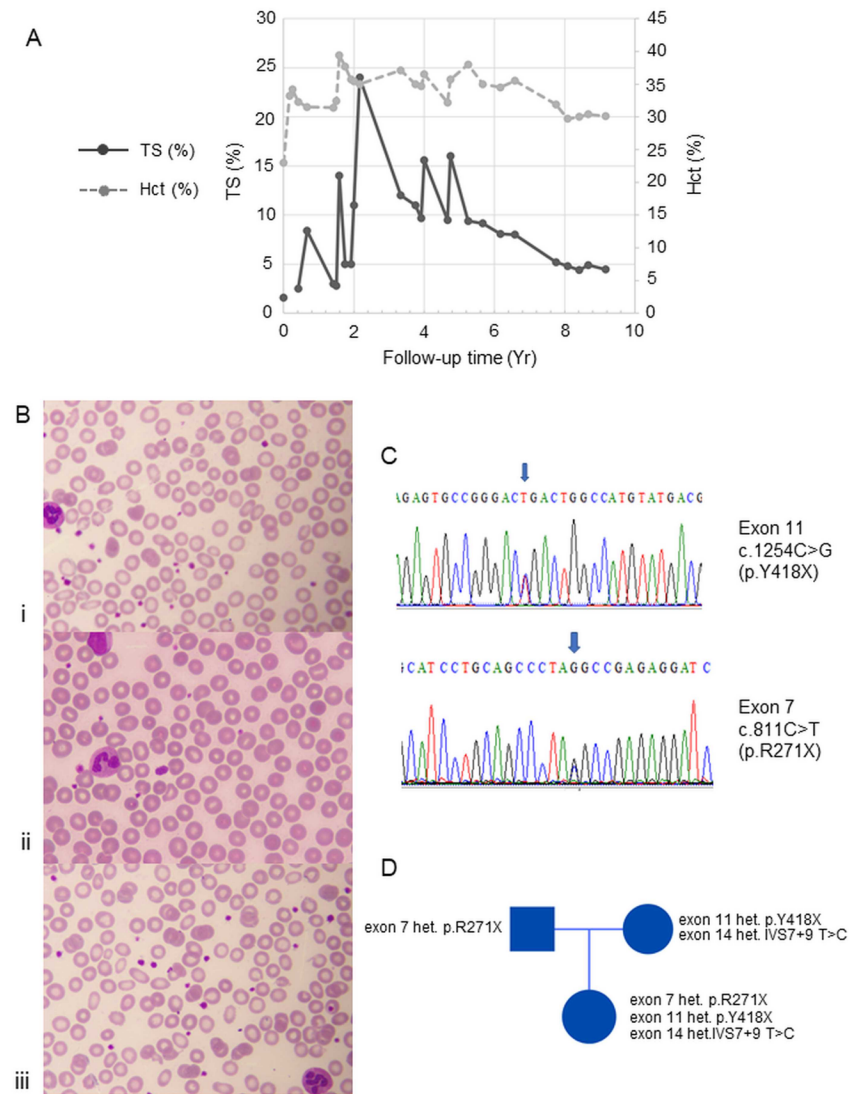 A
TS (%)
Hct (%)
TS (%)
30
25
20
15
10
5
0
Hct (%)
45
40
35
30
25
20
15
10
5
0
0 2 4 6 8 10
Follow-up time (Yr)
B
i
ii
iii
C
AGAGTGCCGGGACTGACTGGCCATGTATGACG
Exon 11
c.1254C>G
(p.Y418X)
GCATCCTGCAGCCCTAGGCCGAGAGGATC
Exon 7
c.811C>T
(p.R271X)
D
exon 7 het. p.R271X
exon 11 het. p.Y418X
exon 14 het. IVS7+9 T>C
exon 7 het. p.R271X
exon 11 het. p.Y418X
exon 14 het.IVS7+9 T>C